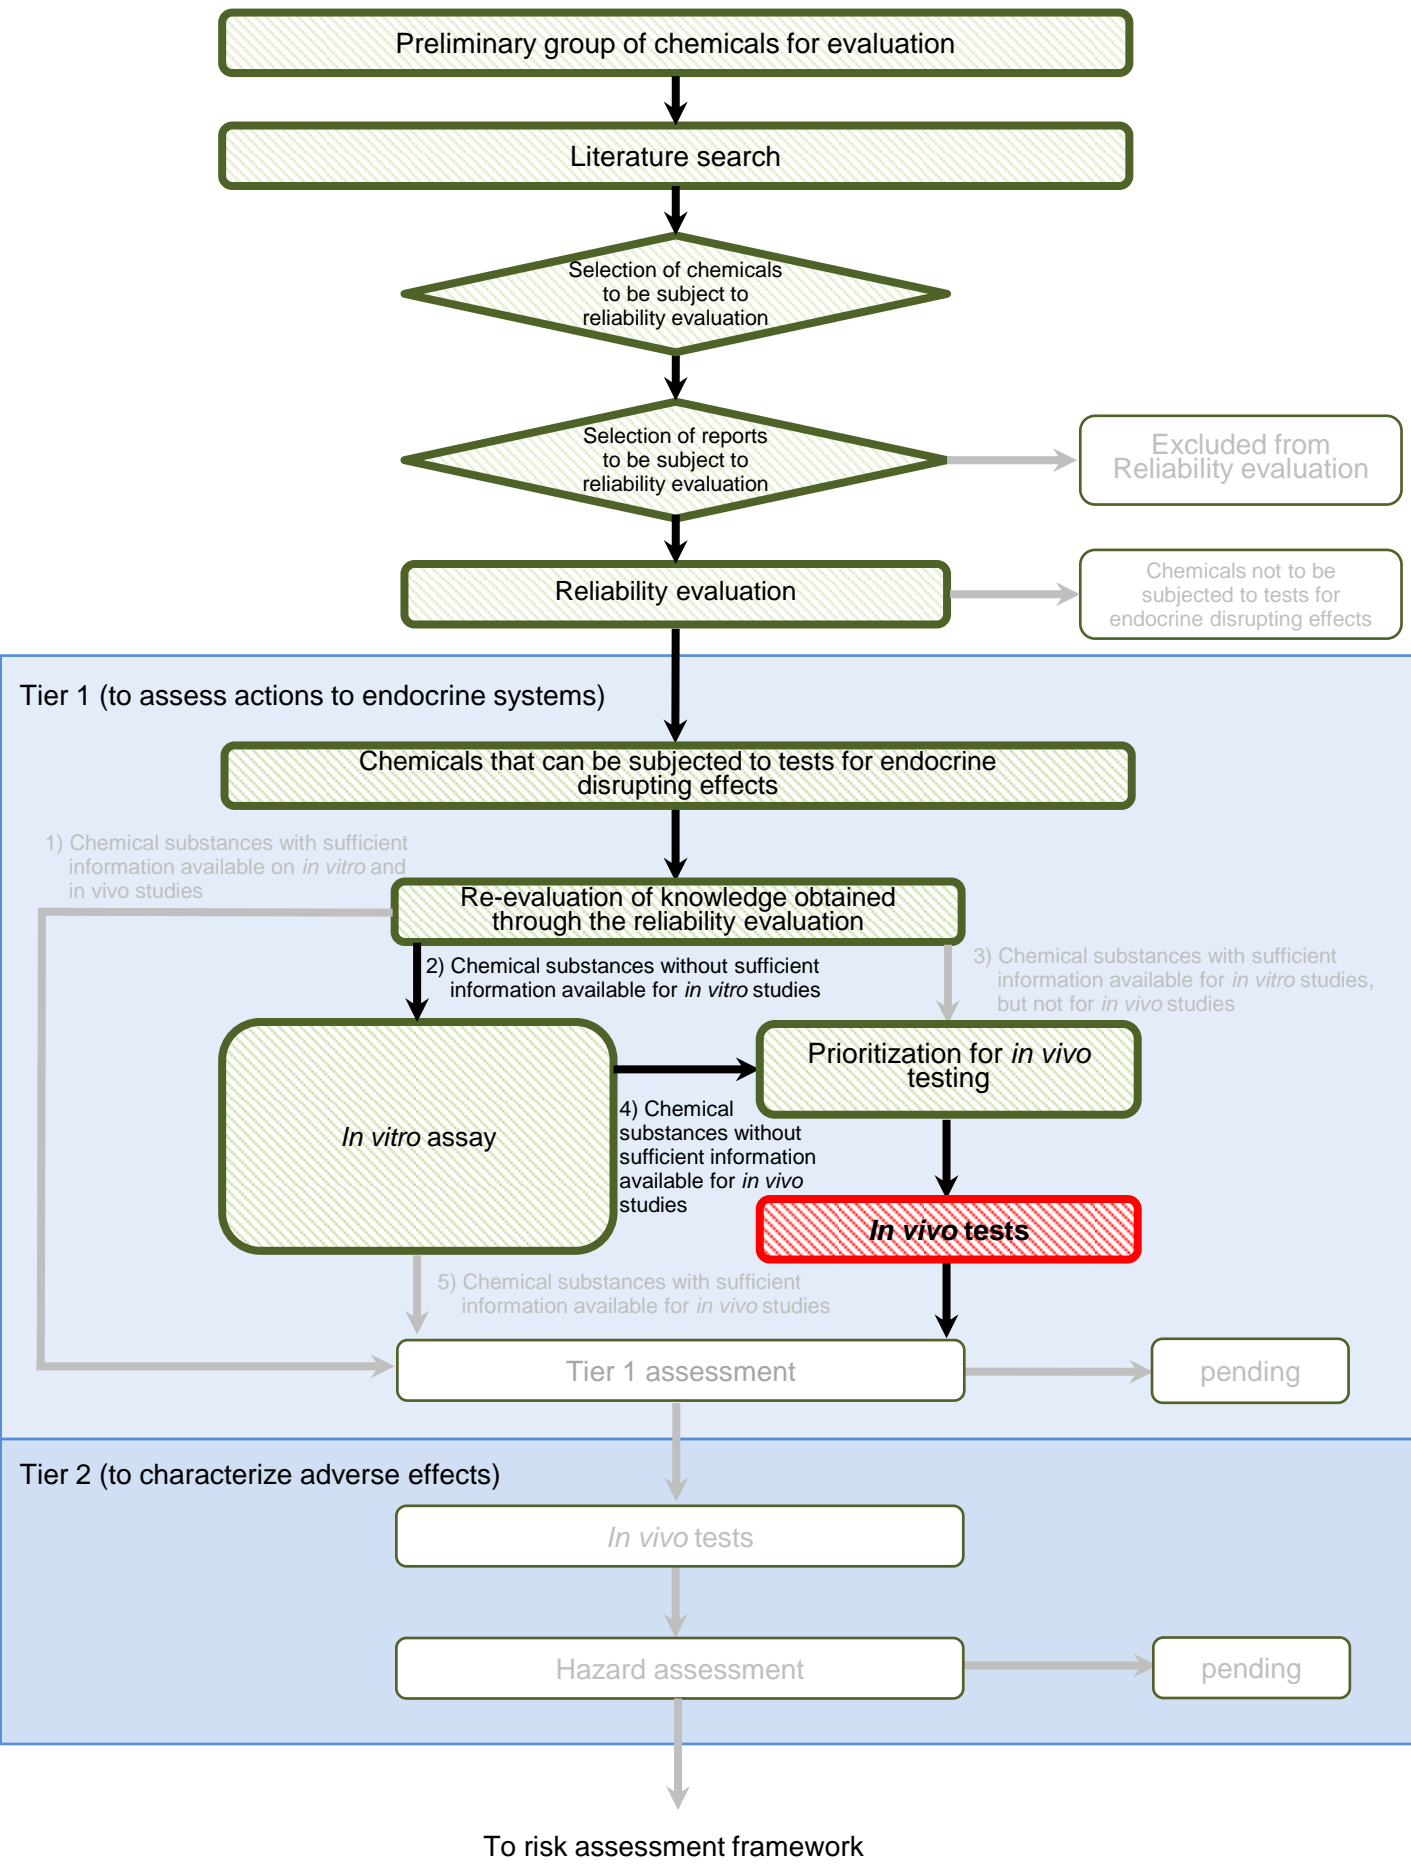 Preliminary group of chemicals for evaluation
Literature search
Selection of chemicals
to be subject to
reliability evaluation
Selection of reports
to be subject to
reliability evaluation
Excluded from
Reliability evaluation
Reliability evaluation
Chemicals not to be
subjected to tests for
endocrine disrupting effects
Tier 1 (to assess actions to endocrine systems)
Chemicals that can be subjected to tests for endocrine
disrupting effects
1) Chemical substances with sufficient
information available on in vitro and
in vivo studies
Re-evaluation of knowledge obtained
through the reliability evaluation
2) Chemical substances without sufficient
information available for in vitro studies
3) Chemical substances with sufficient
information available for in vitro studies,
but not for in vivo studies
Prioritization for in vivo
testing
In vitro assay
4) Chemical
substances without
sufficient information
available for in vivo
studies
In vivo tests
5) Chemical substances with sufficient
information available for in vivo studies
Tier 1 assessment
pending
Tier 2 (to characterize adverse effects)
In vivo tests
Hazard assessment
pending
To risk assessment framework